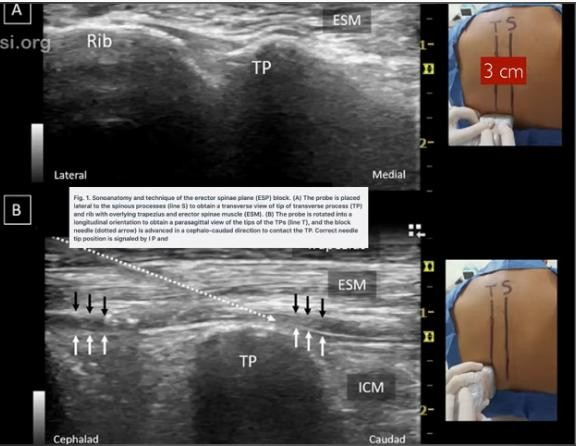 A
si.org
Rib
ESM
TP
1
2
Lateral
Medial
T S
3 cm
Fig. 1. Sonoanatomy and technique of the erector spinae plane (ESP) block. (A) The probe is placed
lateral to the spinous processes (line S) to obtain a transverse view of tip of transverse process (TP)
and rib with overlying trapezius and erector spinae muscle (ESM). (B) The probe is rotated into a
longitudinal orientation to obtain a parasagittal view of the tips of the TPs (line T), and the block
needle (dotted arrow) is advanced in a cephalo-caudad direction to contact the TP. Correct needle
tip position is signaled by l P and
B
ESM
1
TP
ICM
2
Cephalad
Caudad
T S